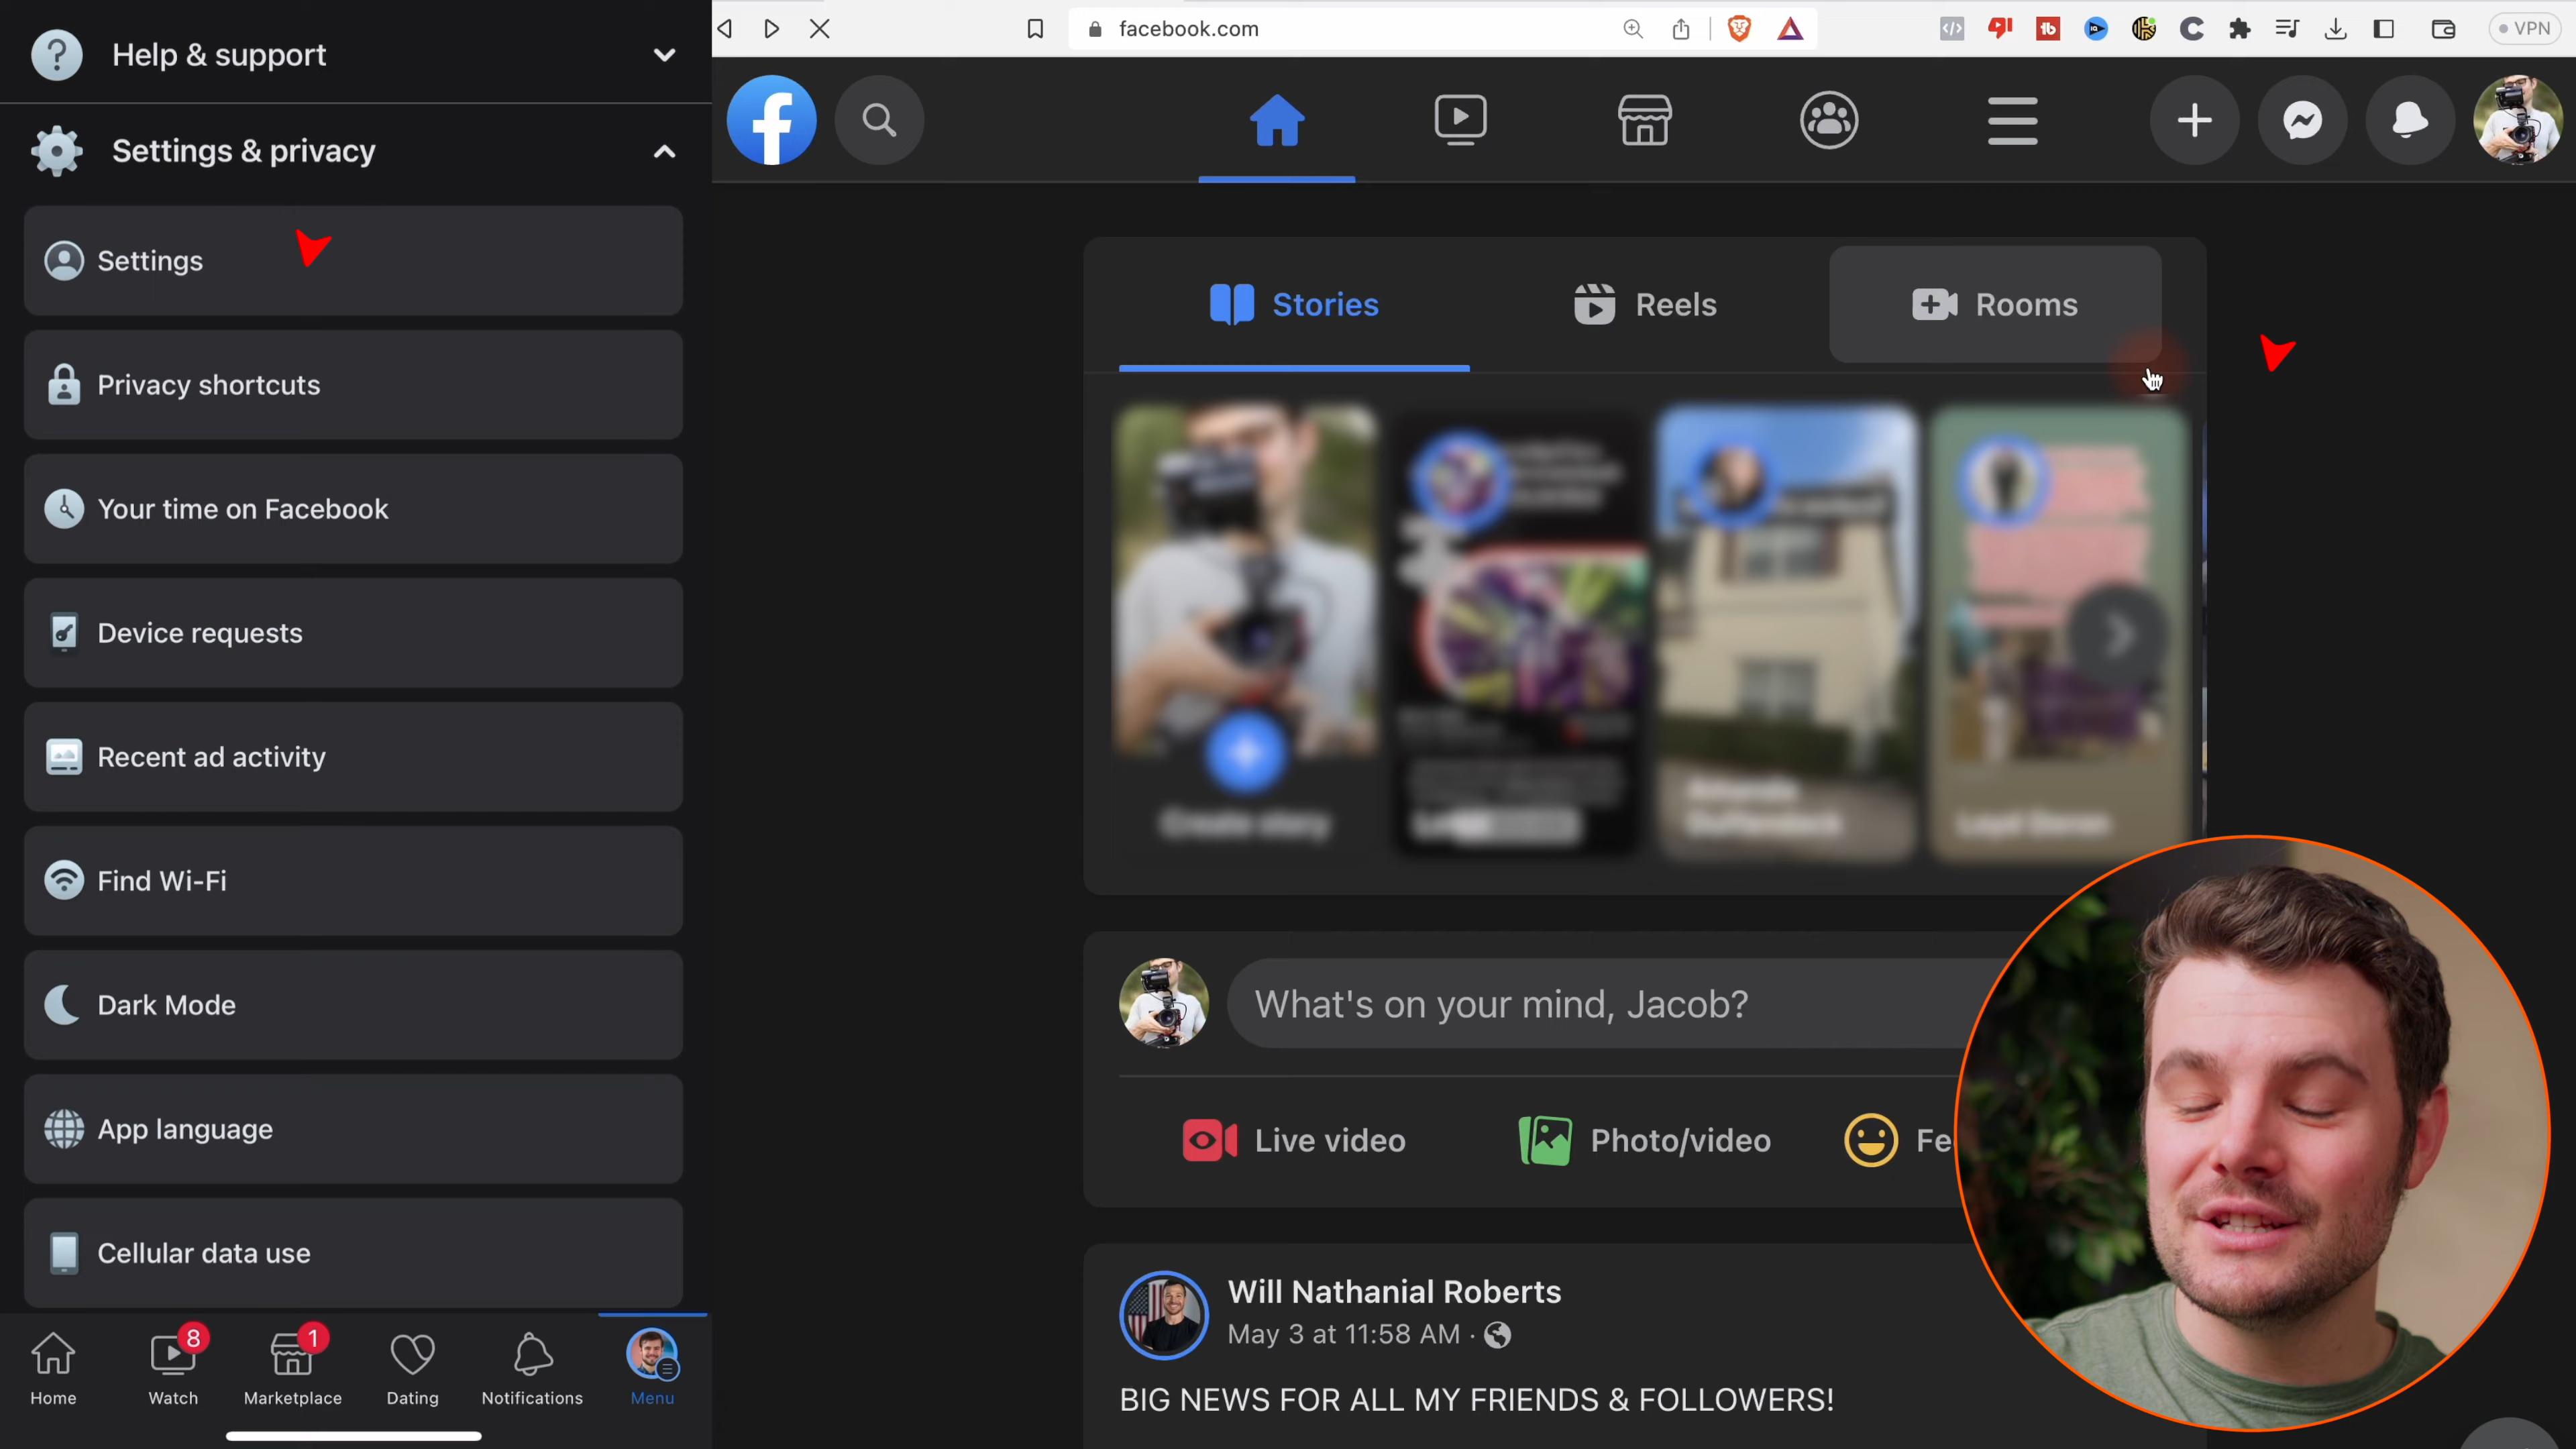 Help & support
Settings & privacy
Settings
Privacy shortcuts
Your time on Facebook
Device requests
Recent ad activity
Find Wi-Fi
Dark Mode
App language
Cellular data use
8
1
Home
Watch
Marketplace
Dating
Notifications
Menu
facebook.com
VPN
Stories
Reels
Rooms
Create story
What's on your mind, Jacob?
Live video
Photo/video
Fe
Will Nathanial Roberts
May 3 at 11:58 AM ·
BIG NEWS FOR ALL MY FRIENDS & FOLLOWERS!